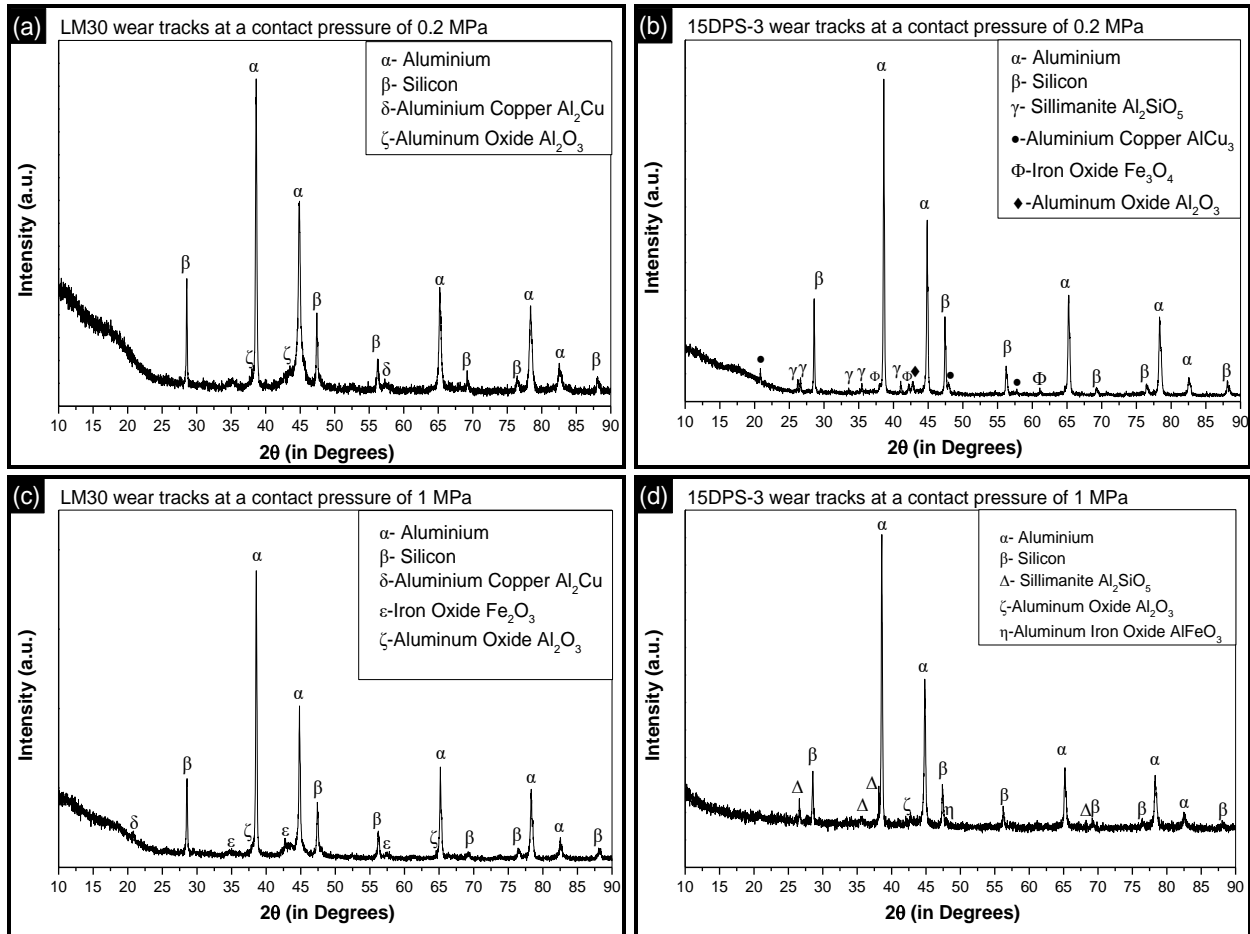 (a) LM30 wear tracks at a contact pressure of 0.2 MPa
α- Aluminium
β- Silicon
δ-Aluminium Copper Al₂Cu
ζ-Aluminum Oxide Al₂O₃
Intensity (a.u.)
β
ζ
α
ζ
α
β
β
δ
α
β
β
α
α
β
10 15 20 25 30 35 40 45 50 55 60 65 70 75 80 85 90
2θ (in Degrees)
(b) 15DPS-3 wear tracks at a contact pressure of 0.2 MPa
α- Aluminium
β- Silicon
γ- Sillimanite Al₂SiO₅
●-Aluminium Copper AlCu₃
Φ-Iron Oxide Fe₃O₄
♦-Aluminum Oxide Al₂O₃
Intensity (a.u.)
●
γ γ
β
γ
γ
Φ
α
γ
Φ
♦
α
β
●
β
●
Φ
α
β
β
α
α
β
10 15 20 25 30 35 40 45 50 55 60 65 70 75 80 85 90
2θ (in Degrees)
(c) LM30 wear tracks at a contact pressure of 1 MPa
α- Aluminium
β- Silicon
δ-Aluminium Copper Al₂Cu
ε-Iron Oxide Fe₂O₃
ζ-Aluminum Oxide Al₂O₃
Intensity (a.u.)
δ
β
ε
ζ
α
ε
α
β
β
ε
ζ
α
β
β
α
α
β
10 15 20 25 30 35 40 45 50 55 60 65 70 75 80 85 90
2θ (in Degrees)
(d) 15DPS-3 wear tracks at a contact pressure of 1 MPa
α- Aluminium
β- Silicon
Δ- Sillimanite Al₂SiO₅
ζ-Aluminum Oxide Al₂O₃
η-Aluminum Iron Oxide AlFeO₃
Intensity (a.u.)
Δ
β
Δ
Δ
α
ζ
α
β
η
β
α
Δ
β
β
α
α
β
10 15 20 25 30 35 40 45 50 55 60 65 70 75 80 85 90
2θ (in Degrees)